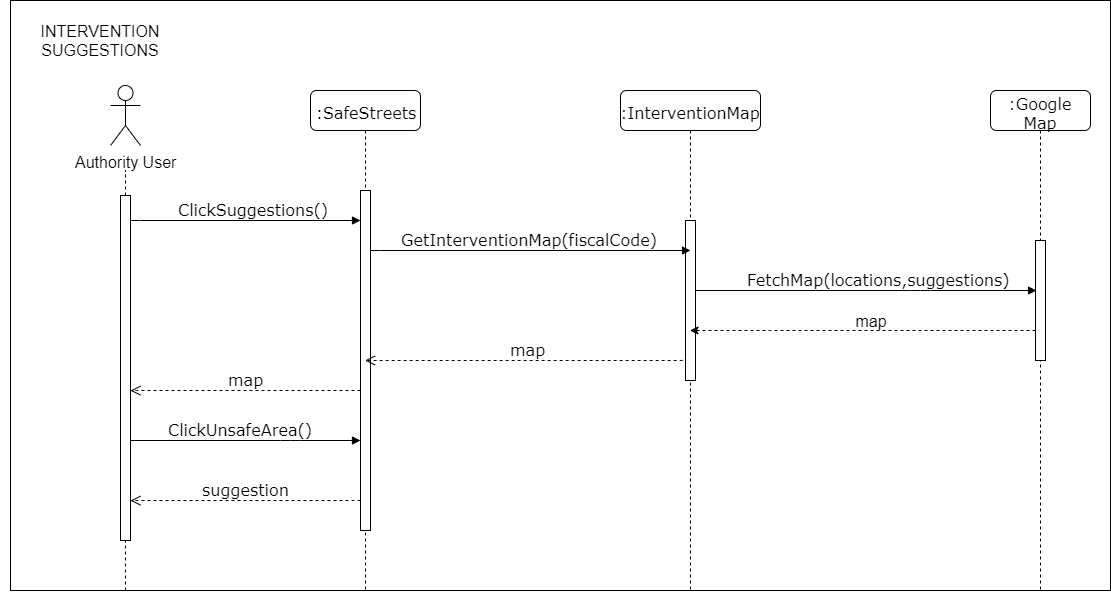 INTERVENTION
SUGGESTIONS
Authority User
:SafeStreets
:InterventionMap
:Google
Map
ClickSuggestions()
GetInterventionMap(fiscalCode)
FetchMap(locations,suggestions)
map
map
map
ClickUnsafeArea()
suggestion